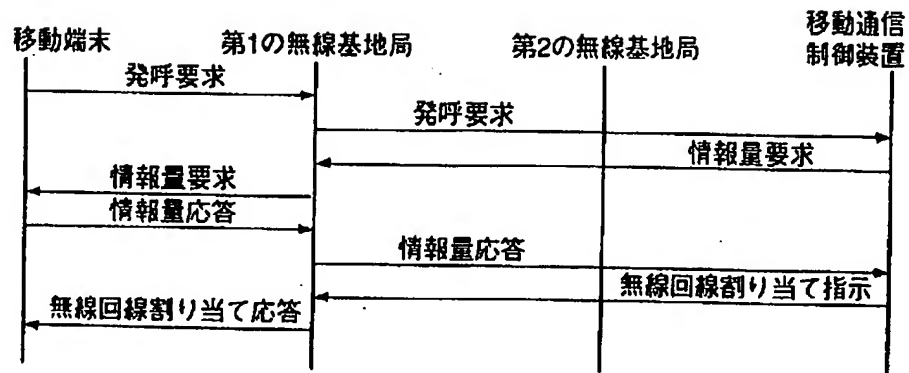 移動端末
第1の無線基地局
第2の無線基地局
移動通信
制御装置
発呼要求
発呼要求
情報量要求
情報量要求
情報量応答
情報量応答
無線回線割り当て指示
無線回線割り当て応答